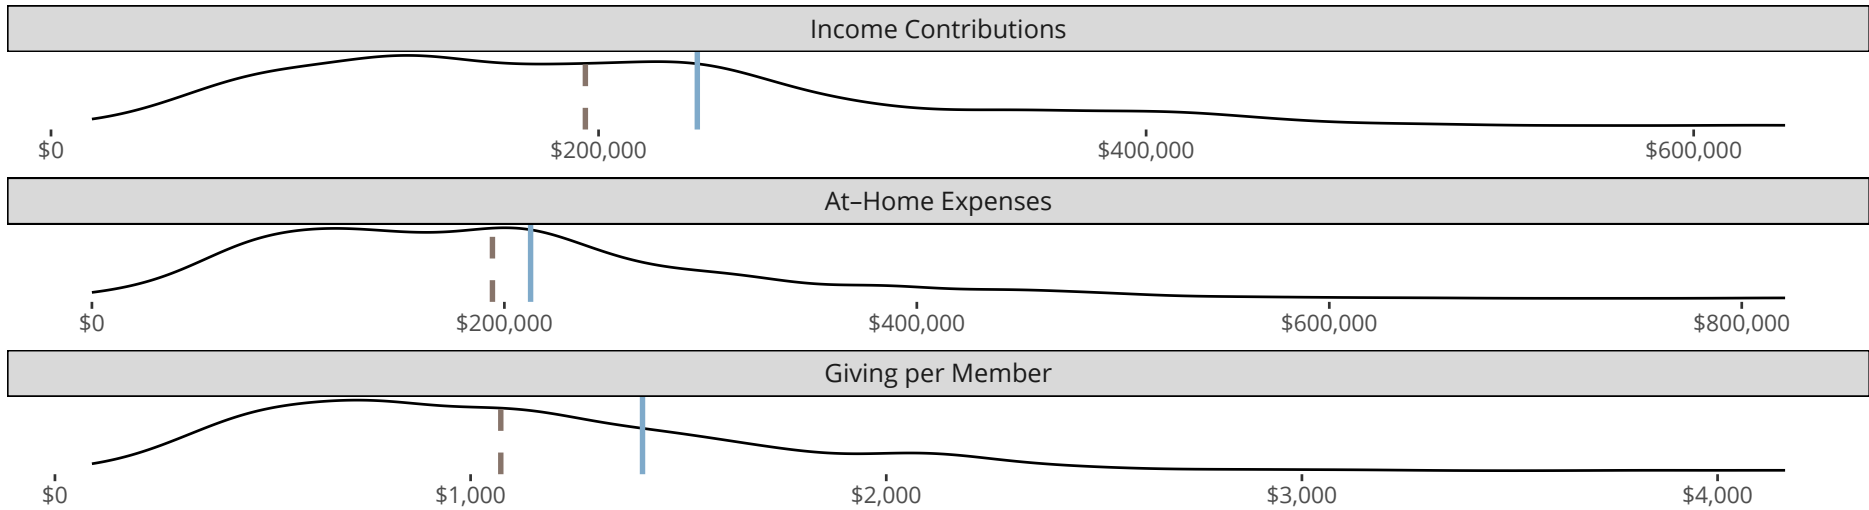 Income Contributions
$0 $200,000 $400,000 $600,000
At–Home Expenses
$0 $200,000 $400,000 $600,000 $800,000
Giving per Member
$0 $1,000 $2,000 $3,000 $4,000